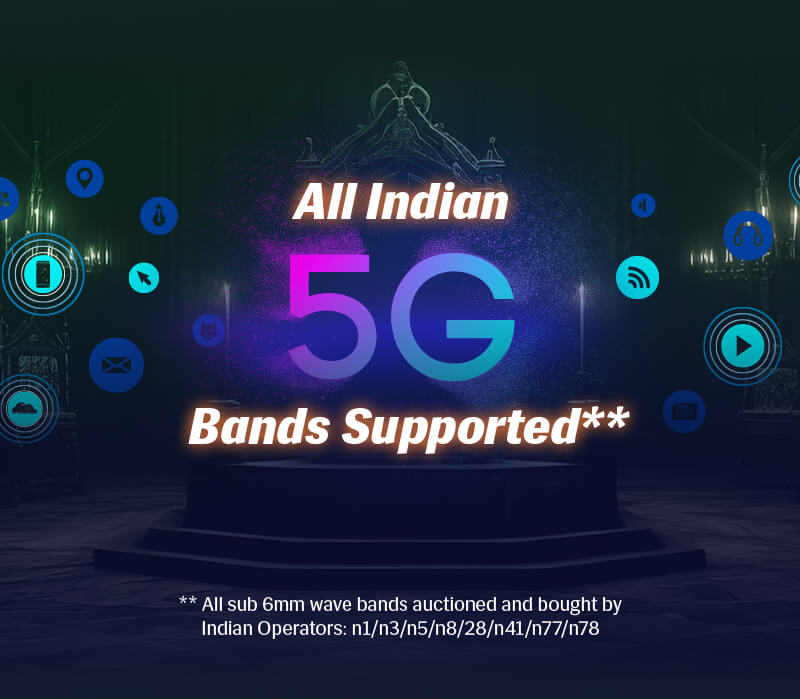 All Indian
5G
Bands Supported**
** All sub 6mm wave bands auctioned and bought by
Indian Operators: n1/n3/n5/n8/28/n41/n77/n78